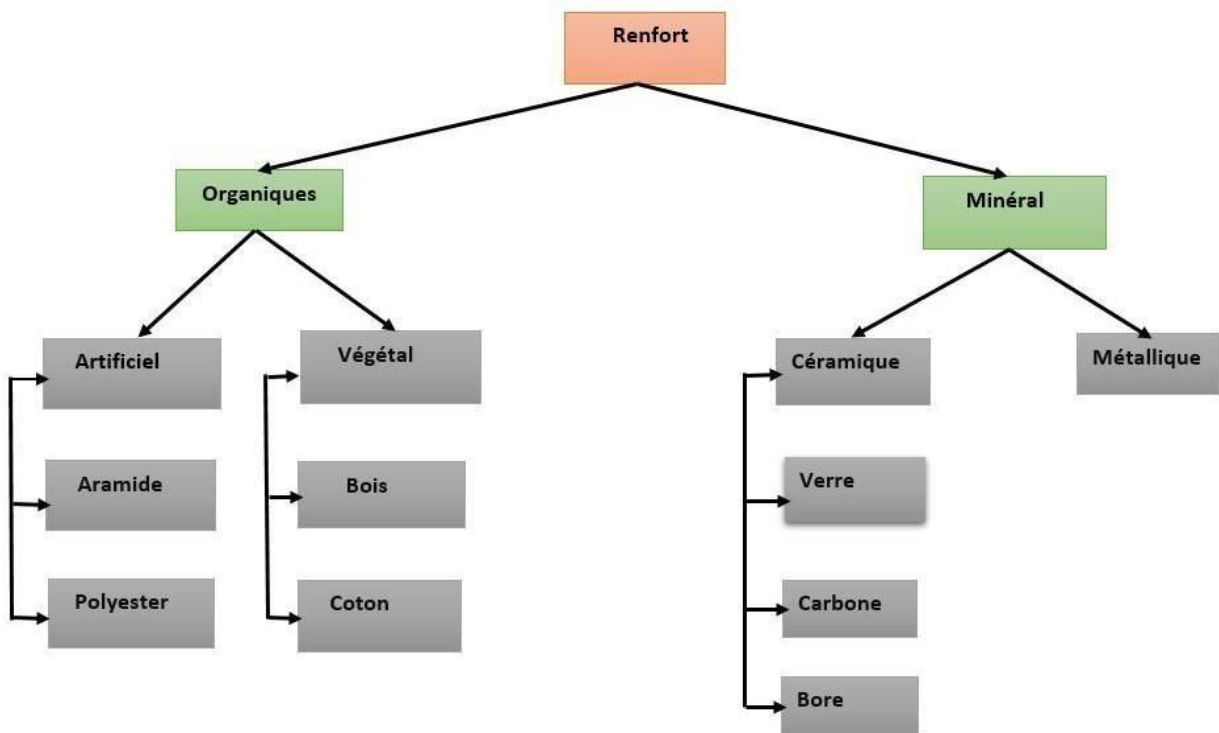 Renfort
Organiques
Minéral
Artificiel
Végétal
Céramique
Métallique
Aramide
Bois
Verre
Polyester
Coton
Carbone
Bore